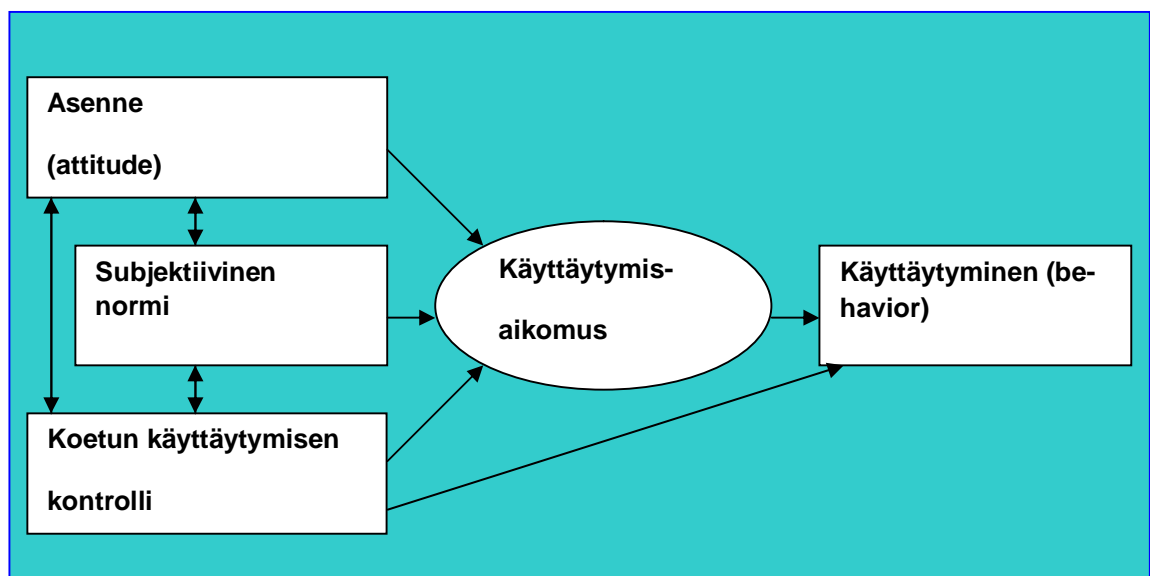 Asenne
(attitude)
Subjektiivinen
normi
Koetun käyttäytymisen
kontrolli
Käyttäytymis-
aikomus
Käyttäytyminen (be-
havior)